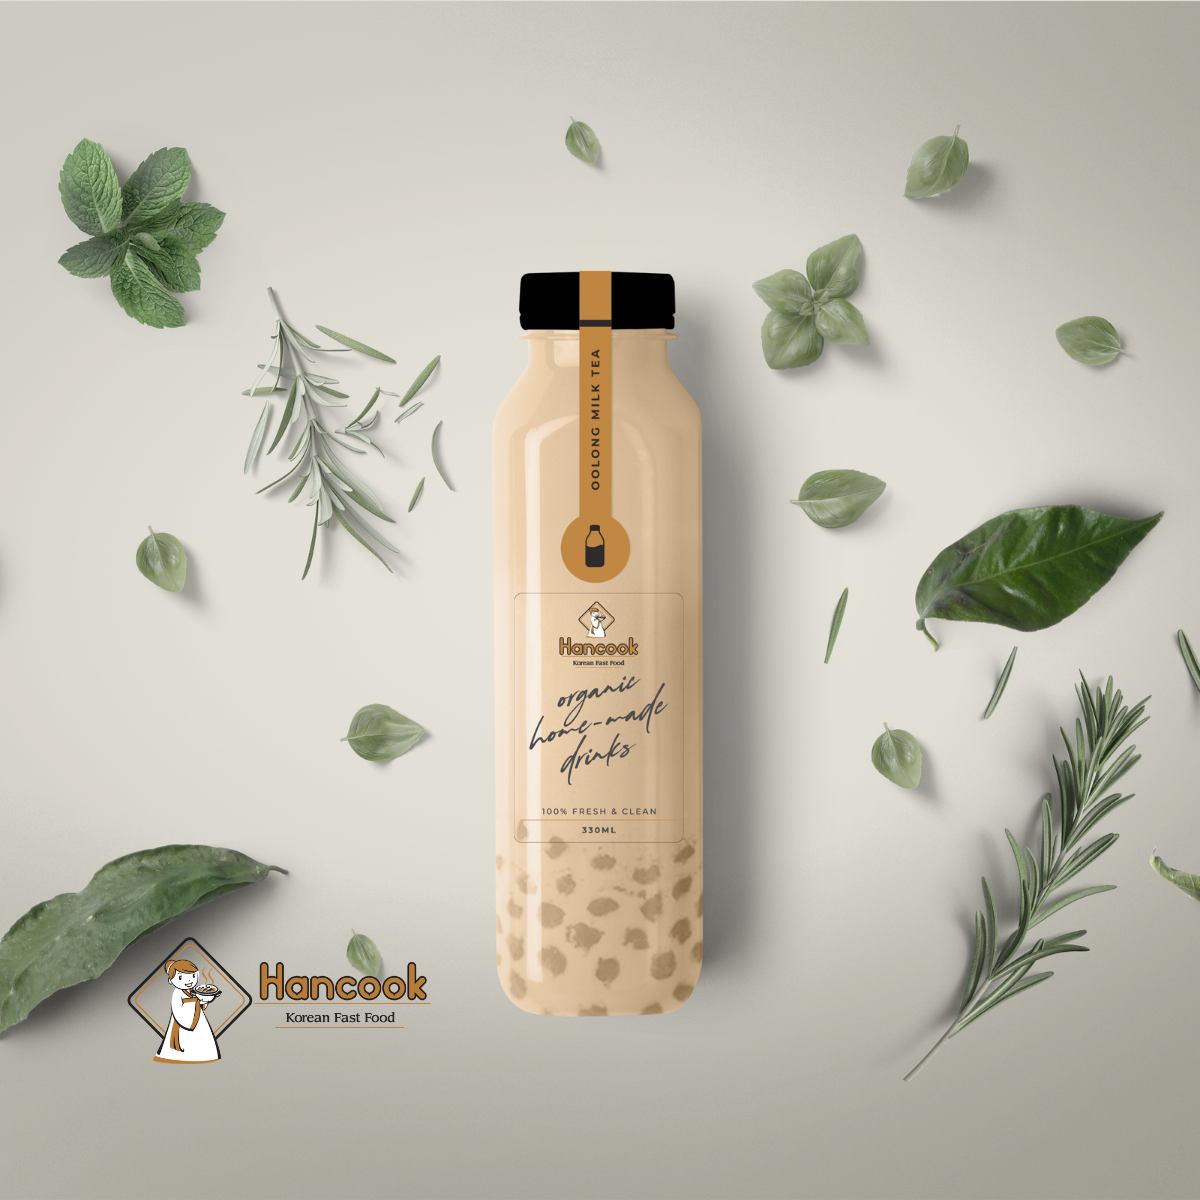 OOLONG MILK TEA
Hancook
Korean Fast Food
organic
home-made
drinks
100% FRESH & CLEAN
330ML
Hancook
Korean Fast Food